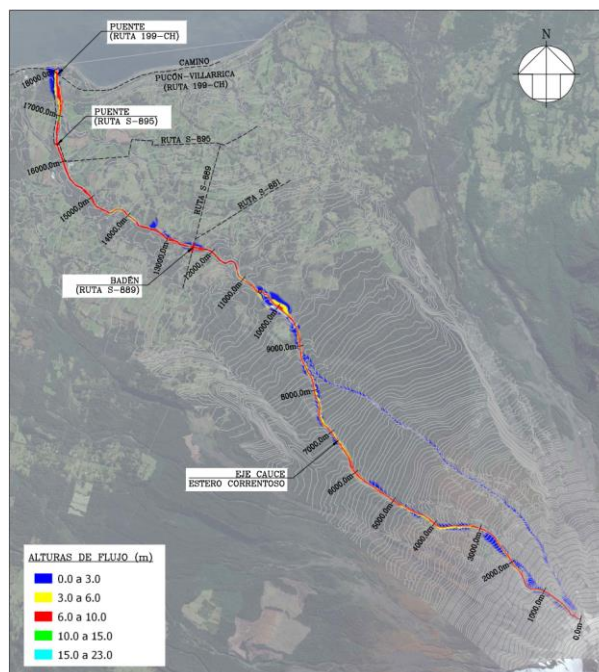 PUENTE
(RUTA 199-CH)
N
CAMINO
PUCÓN-VILLARRICA
(RUTA 199-CH)
18000,0m
17000,0m
PUENTE
(RUTA S-895)
RUTA S-895
16000,0m
RUTA S-889
RUTA S-881
15000,0m
14000,0m
13000,0m
12000,0m
BADÉN
(RUTA S-889)
11000,0m
10000,0m
9000,0m
8000,0m
7000,0m
EJE CAUCE
ESTERO CORRENTOSO
6000,0m
5000,0m
4000,0m
3000,0m
2000,0m
1000,0m
0,0m
ALTURAS DE FLUJO (m)
0.0 a 3.0
3.0 a 6.0
6.0 a 10.0
10.0 a 15.0
15.0 a 23.0